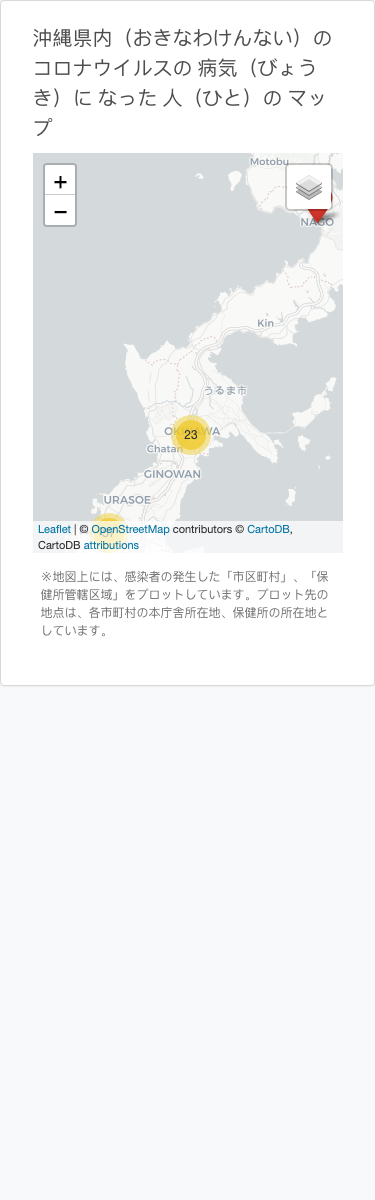 沖縄県内（おきなわけんない）の
コロナウイルスの 病気（びょう
き）に なった 人（ひと）の マッ
プ
Motobu
+
−
NAGO
Kin
うるま市
23
Chatan
GINOWAN
URASOE
Leaflet | © OpenStreetMap contributors © CartoDB,
CartoDB attributions
※地図上には、感染者の発生した「市区町村」、「保
健所管轄区域」をプロットしています。プロット先の
地点は、各市町村の本庁舎所在地、保健所の所在地と
しています。